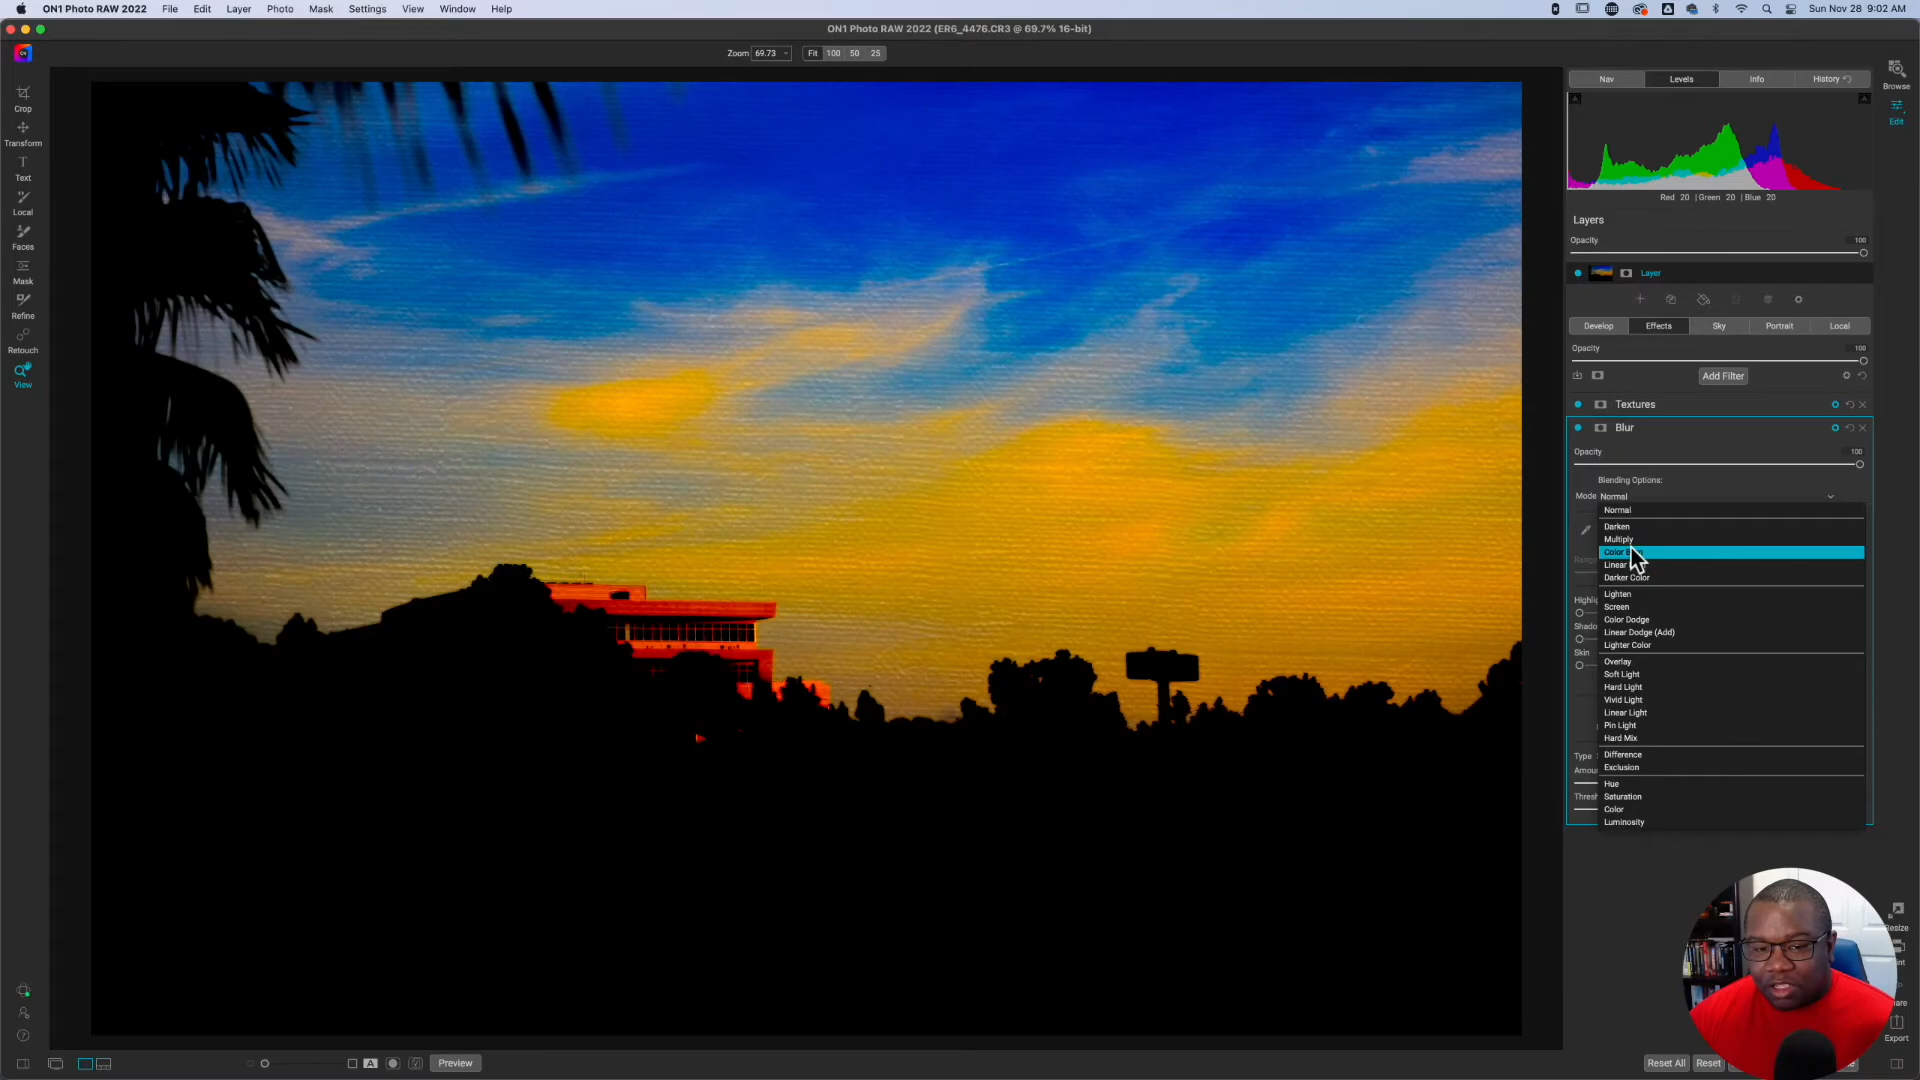 ON1 Photo RAW 2022 File Edit Layer Photo Mask Settings View Window Help Sun Nov 28 9:02 AM
ON1 Photo RAW 2022 (ER6_4476.CR3 @ 69.7% 16-bit)
Zoom 69.73 Fit 100 50 25
Crop
Transform
Text
Local
Faces
Mask
Refine
Retouch
View
Nav Levels Info History
Browse
Edit
Red 20 | Green 20 | Blue 20
Layers
Opacity 100
Layer
Develop Effects Sky Portrait Local
Opacity 100
Add Filter
Textures
Blur
Opacity 100
Blending Options:
Mode Normal
Normal
Darken
Multiply
Color
Linear
Darker Color
Lighten
Screen
Color Dodge
Linear Dodge (Add)
Lighter Color
Overlay
Soft Light
Hard Light
Vivid Light
Linear Light
Pin Light
Hard Mix
Difference
Exclusion
Hue
Saturation
Color
Luminosity
Skin
Type
Export
Preview
Reset All Reset